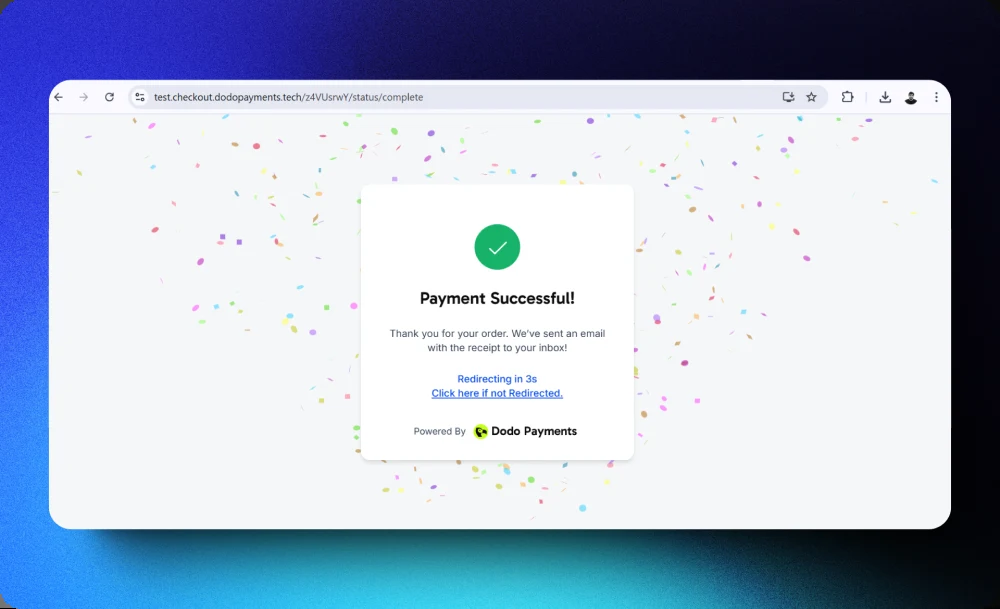 test.checkout.dodopayments.tech/z4VUsrwY/status/complete
Payment Successful!
Thank you for your order. We've sent an email
with the receipt to your inbox!
Redirecting in 3s
Click here if not Redirected.
Powered By Dodo Payments